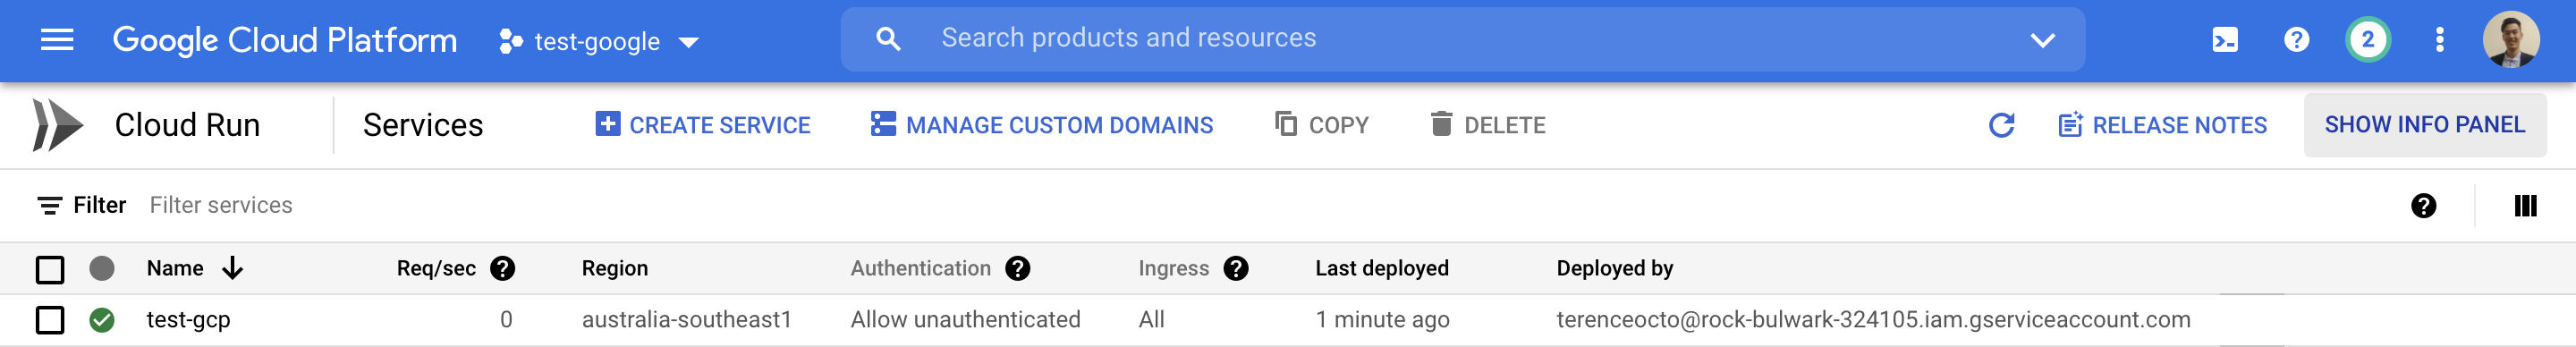 Google Cloud Platform test-google Search products and resources 2
Cloud Run Services CREATE SERVICE MANAGE CUSTOM DOMAINS COPY DELETE RELEASE NOTES SHOW INFO PANEL
Filter Filter services
Name Req/sec Region Authentication Ingress Last deployed Deployed by
test-gcp 0 australia-southeast1 Allow unauthenticated All 1 minute ago terenceocto@rock-bulwark-324105.iam.gserviceaccount.com